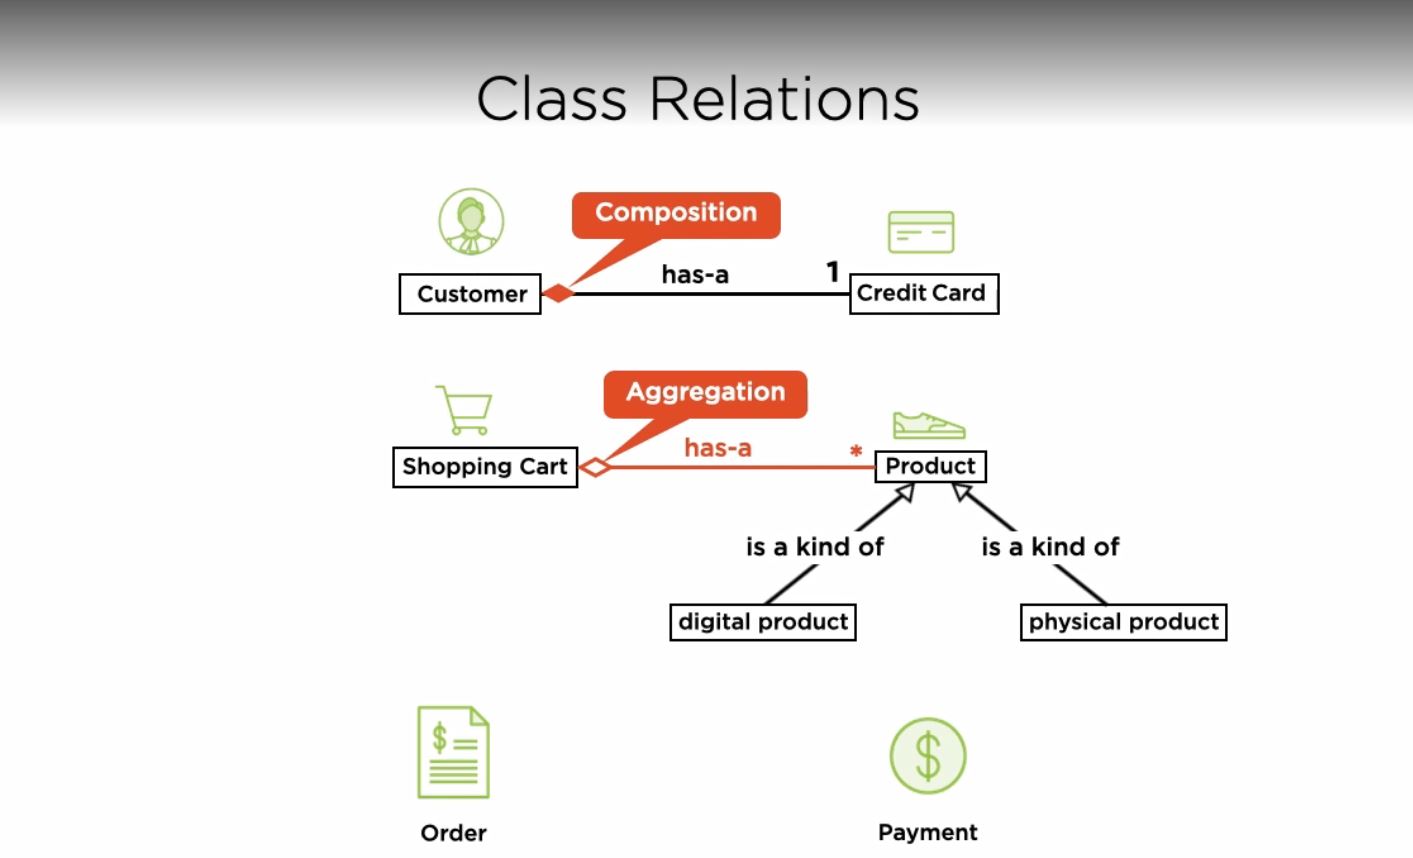 Class Relations
Composition
has-a
1
Customer
Credit Card
Aggregation
has-a
*
Shopping Cart
Product
is a kind of
is a kind of
digital product
physical product
$
$
Order
Payment